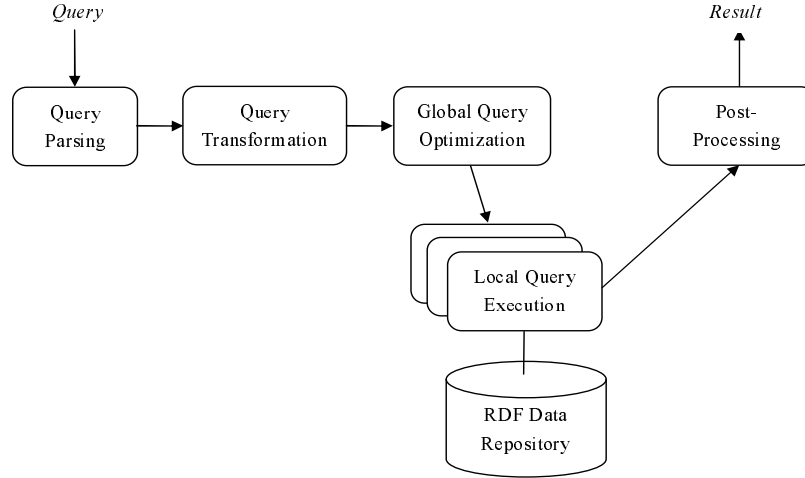 Query
Result
Query
Parsing
Query
Transformation
Global Query
Optimization
Post-
Processing
Local Query
Execution
RDF Data
Repository